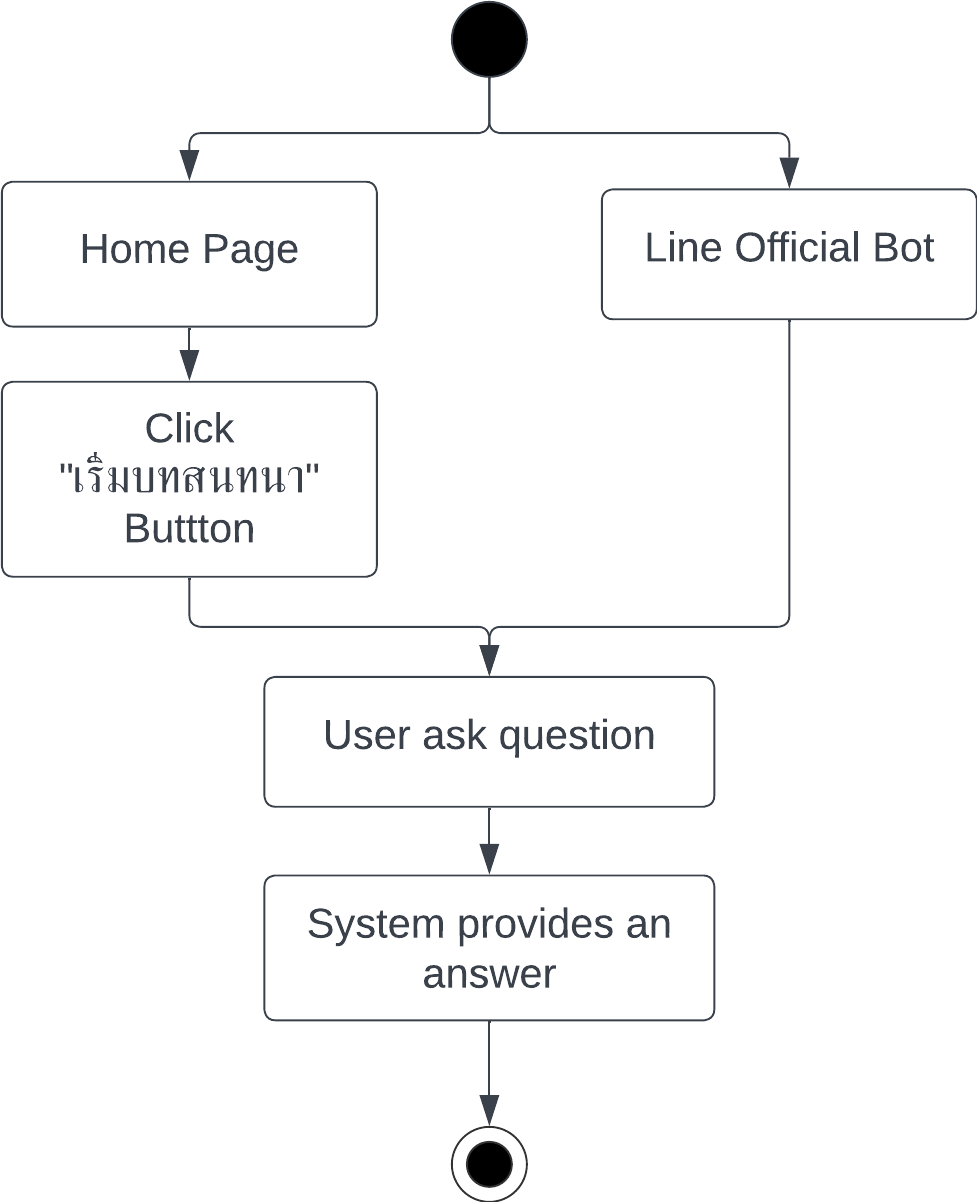 Home Page
Line Official Bot
Click
"เริ่มบทสนทนา"
Buttton
User ask question
System provides an
answer